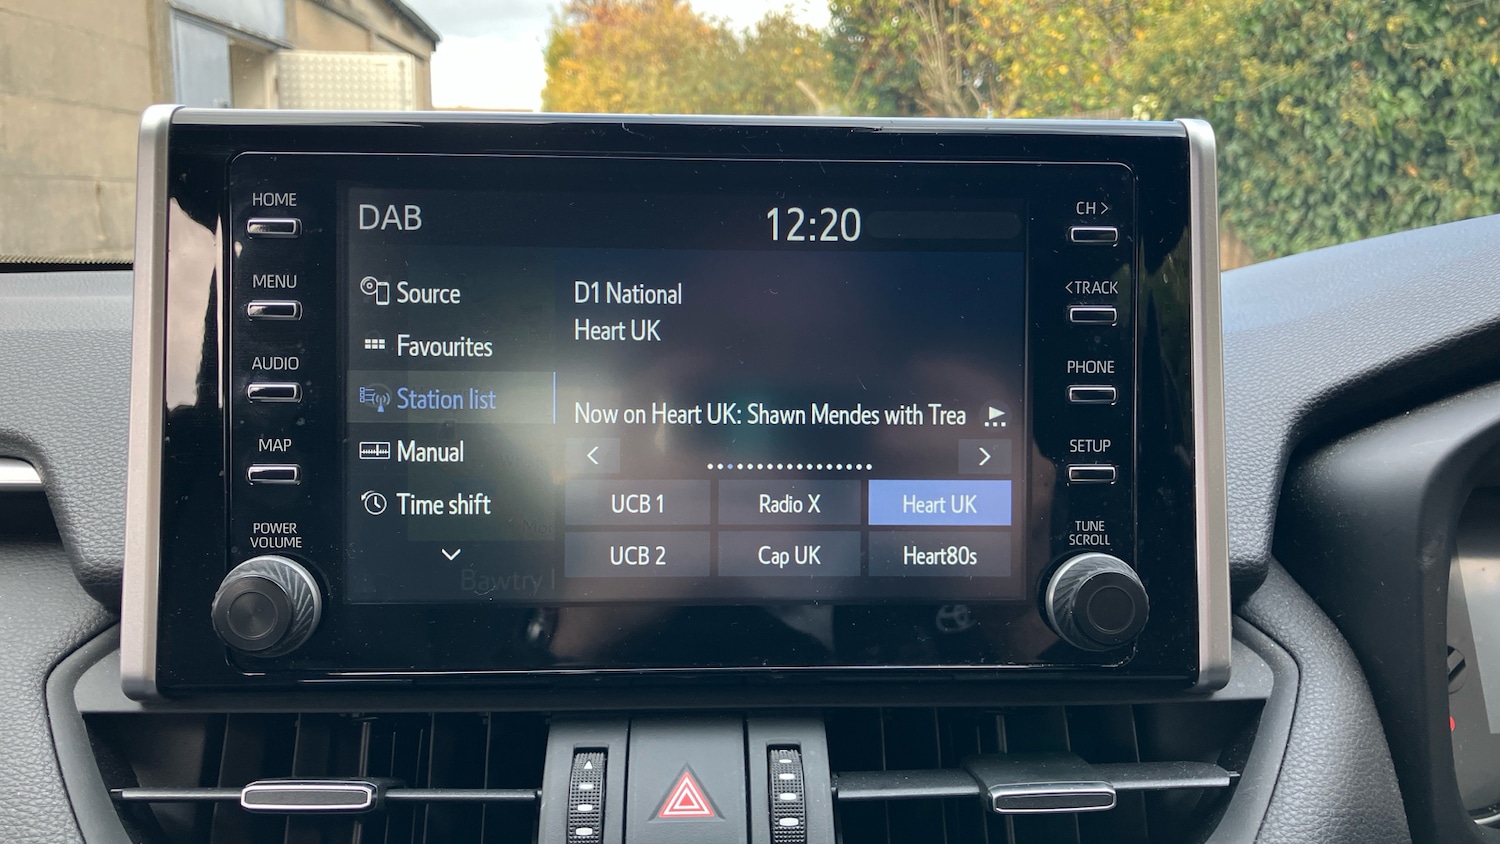 HOME
MENU
AUDIO
MAP
POWER
VOLUME
DAB
12:20
Source
Favourites
Station list
Manual
Time shift
Bawtry
D1 National
Heart UK
Now on Heart UK: Shawn Mendes with Trea
UCB 1
Radio X
Heart UK
UCB 2
Cap UK
Heart80s
CH >
< TRACK
PHONE
SETUP
TUNE
SCROLL